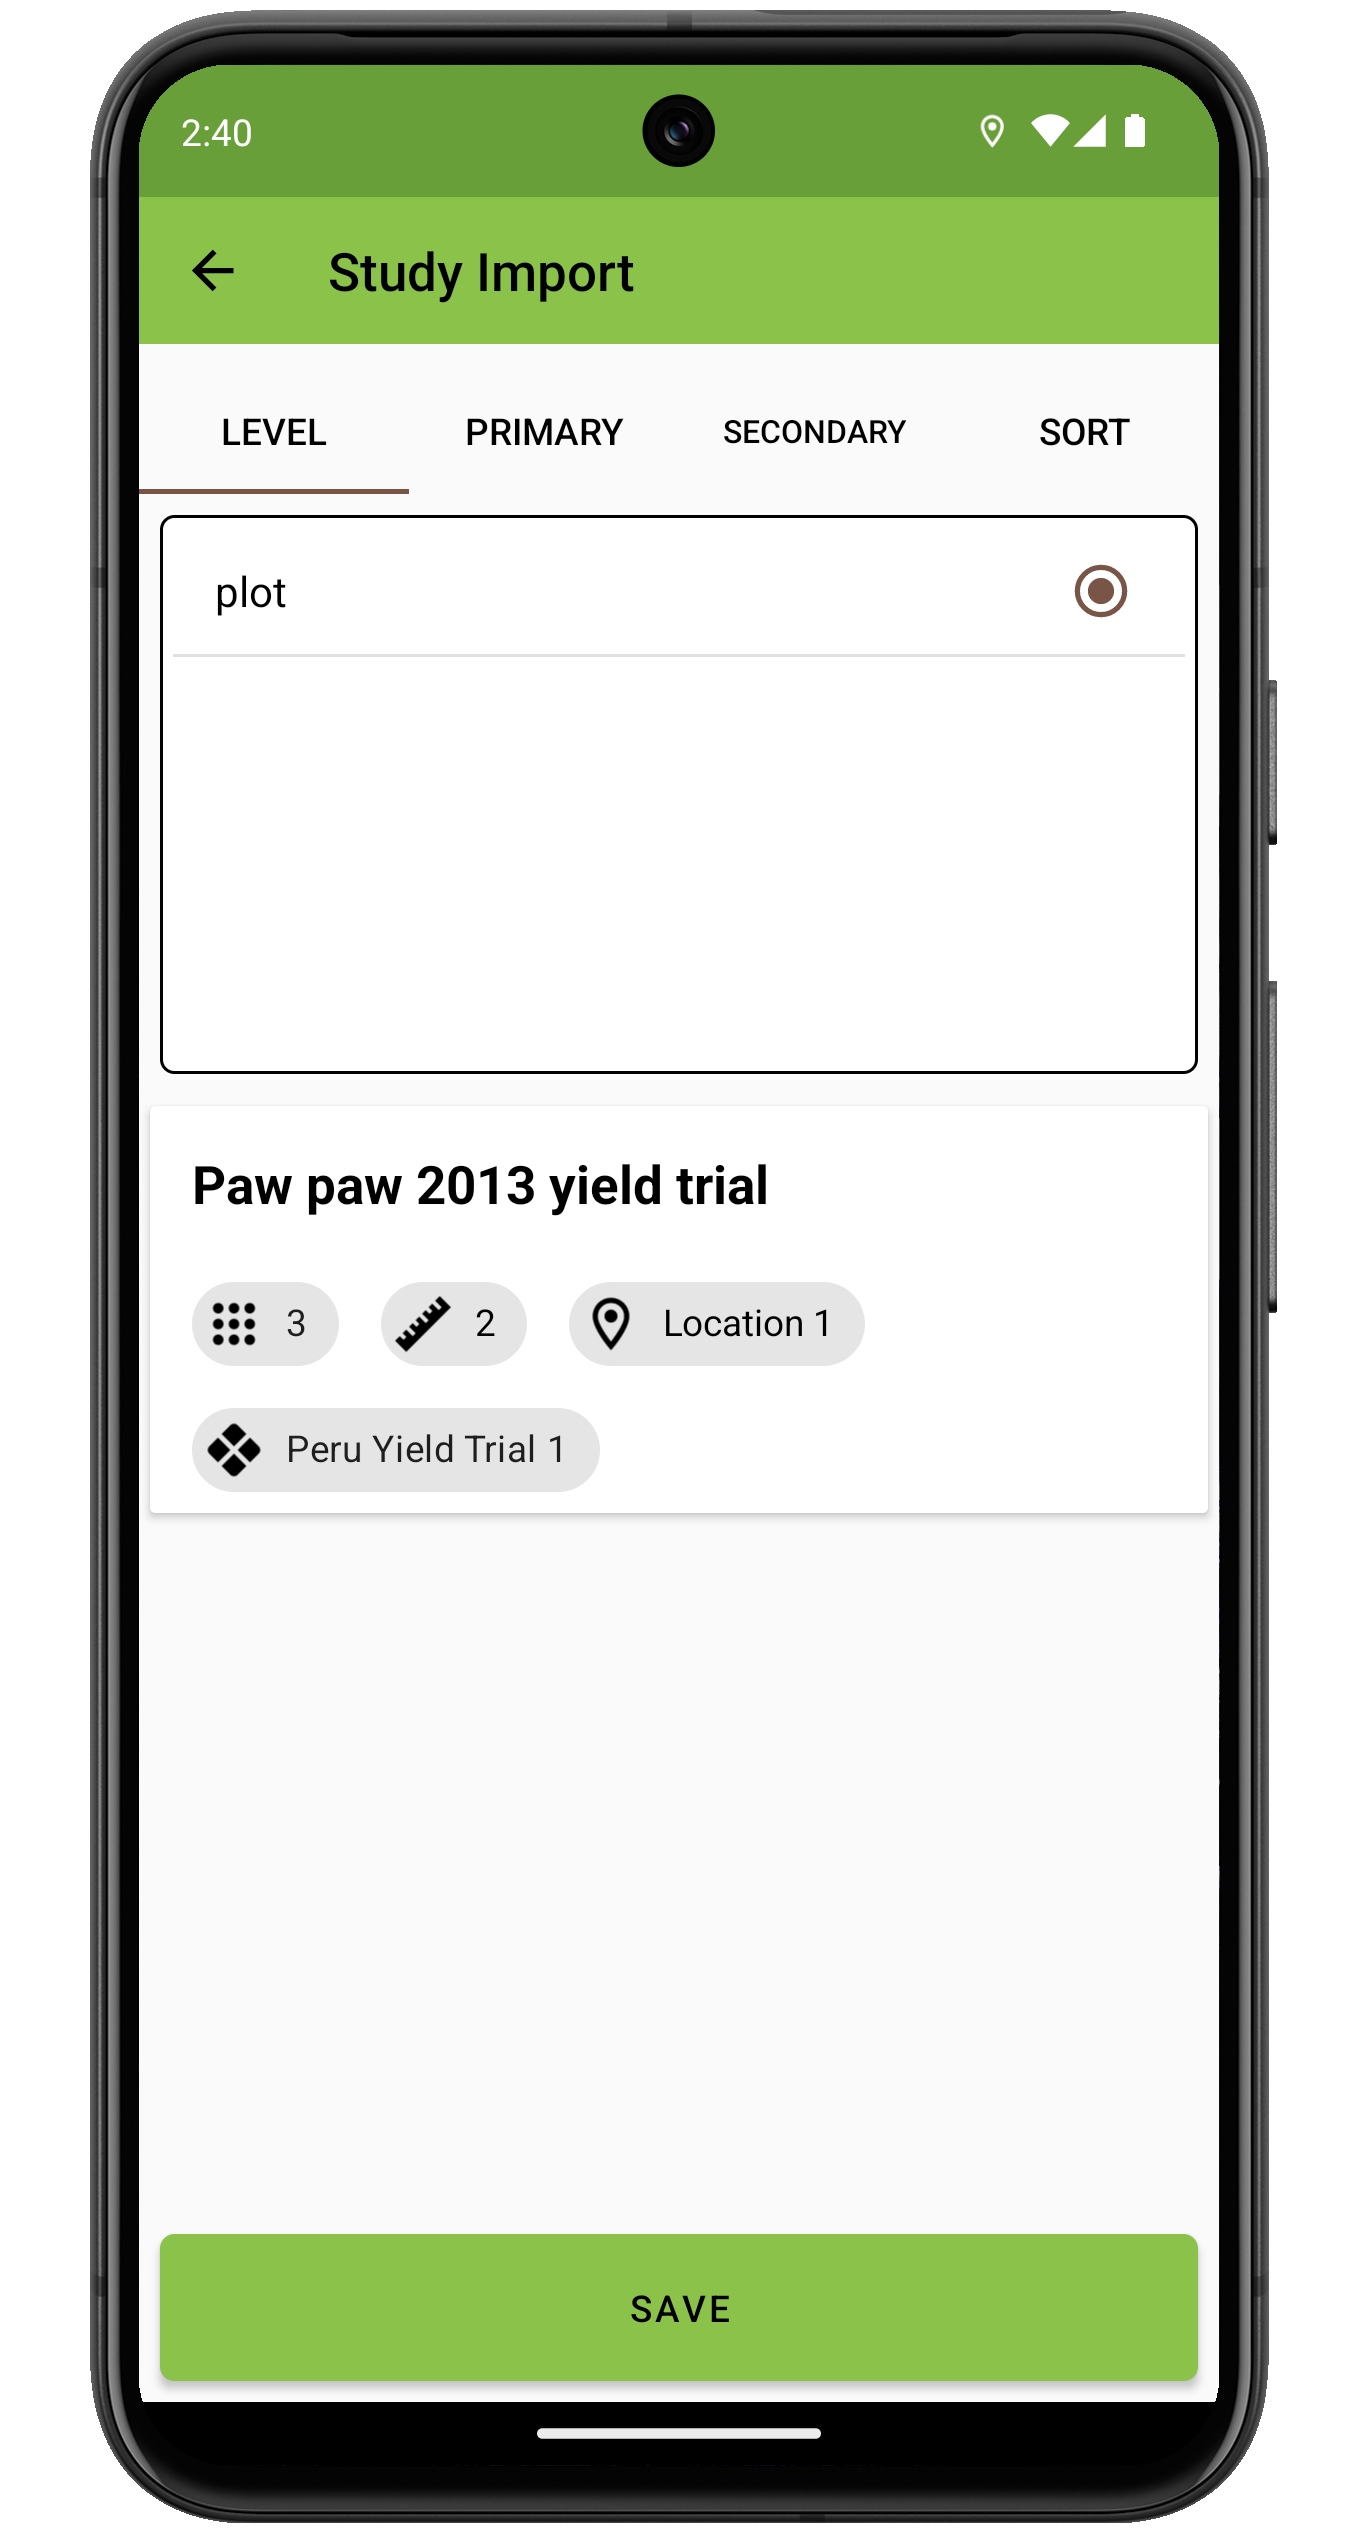 2:40
Study Import
LEVEL PRIMARY SECONDARY SORT
plot
Paw paw 2013 yield trial
3 2 Location 1
Peru Yield Trial 1
SAVE